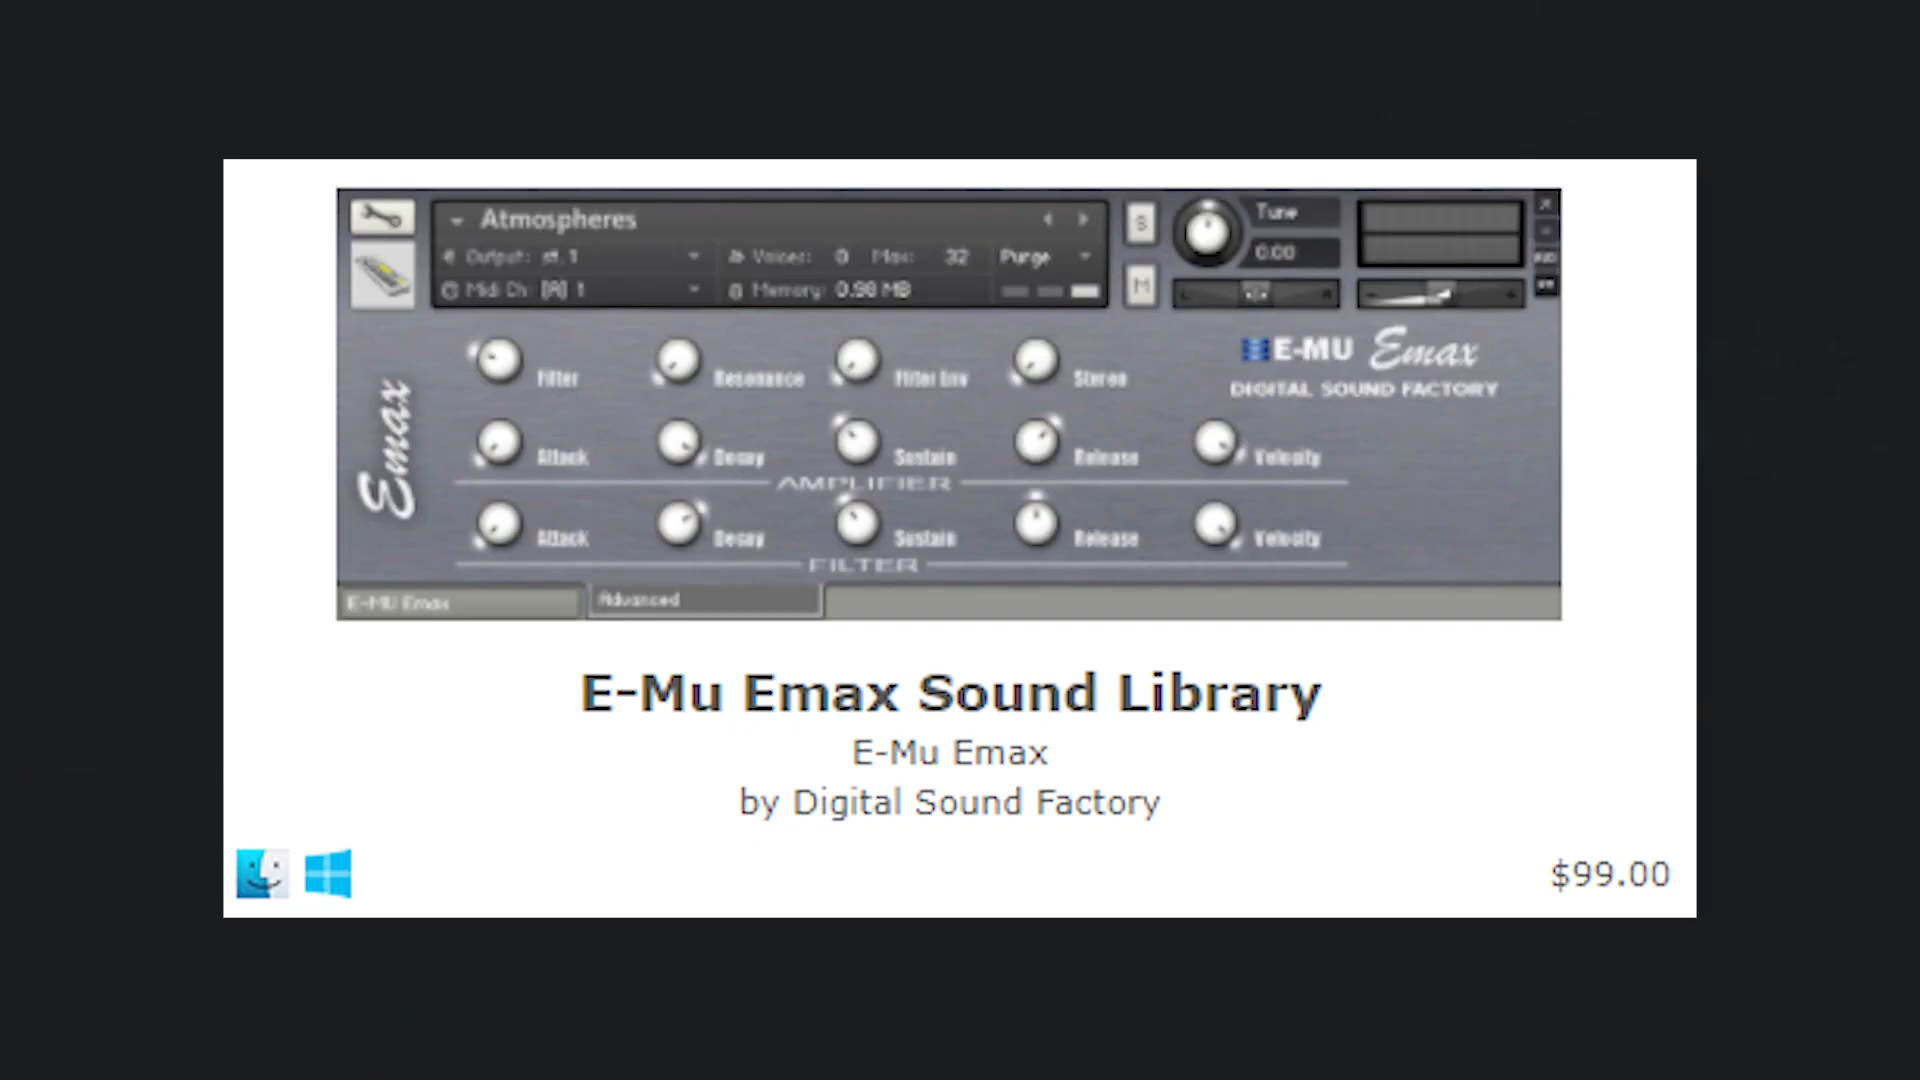 Atmospheres
S
Tune
Output: st.1
Voices: 0 Max: 32
Purge
0.00
Midi Ch: [A] 1
Memory: 0.98 MB
M
L R
- +
Filter
Resonance
Filter Env
Stereo
E-MU Emax
DIGITAL SOUND FACTORY
Emax
Attack
Decay
Sustain
Release
Velocity
AMPLIFIER
Attack
Decay
Sustain
Release
Velocity
FILTER
E-MU Emax
Advanced
E-Mu Emax Sound Library
E-Mu Emax
by Digital Sound Factory
$99.00